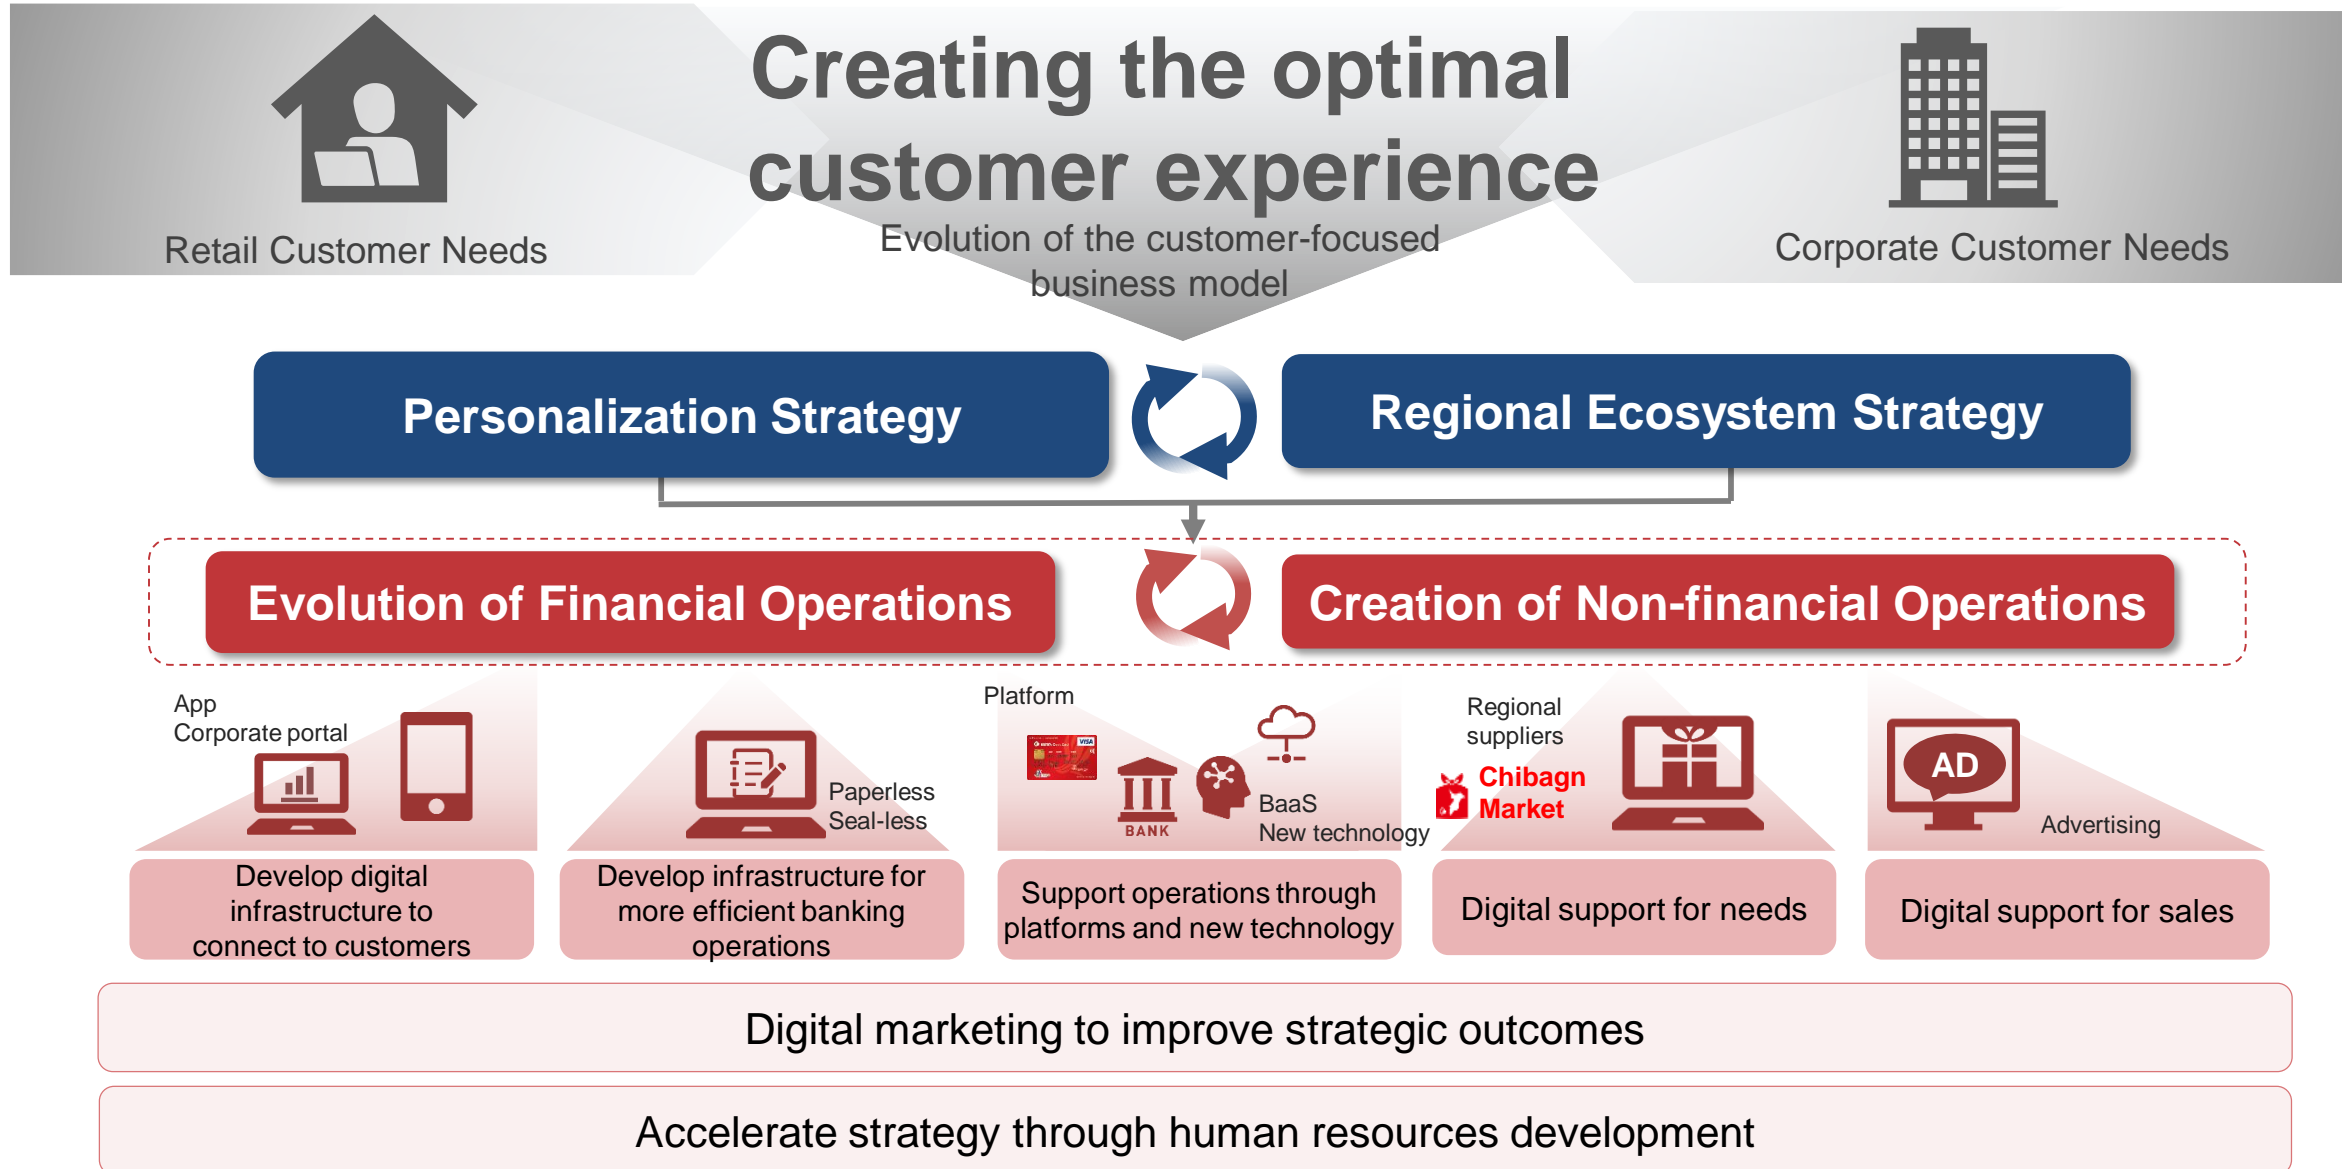 Creating the optimal
customer experience
Evolution of the customer-focused
business model
Retail Customer Needs
Corporate Customer Needs
Personalization Strategy
Regional Ecosystem Strategy
Evolution of Financial Operations
Creation of Non-financial Operations
App
Corporate portal
Paperless
Seal-less
Platform
VISA
BANK
BaaS
New technology
Regional
suppliers
Chibagn
Market
AD
Advertising
Develop digital
infrastructure to
connect to customers
Develop infrastructure for
more efficient banking
operations
Support operations through
platforms and new technology
Digital support for needs
Digital support for sales
Digital marketing to improve strategic outcomes
Accelerate strategy through human resources development